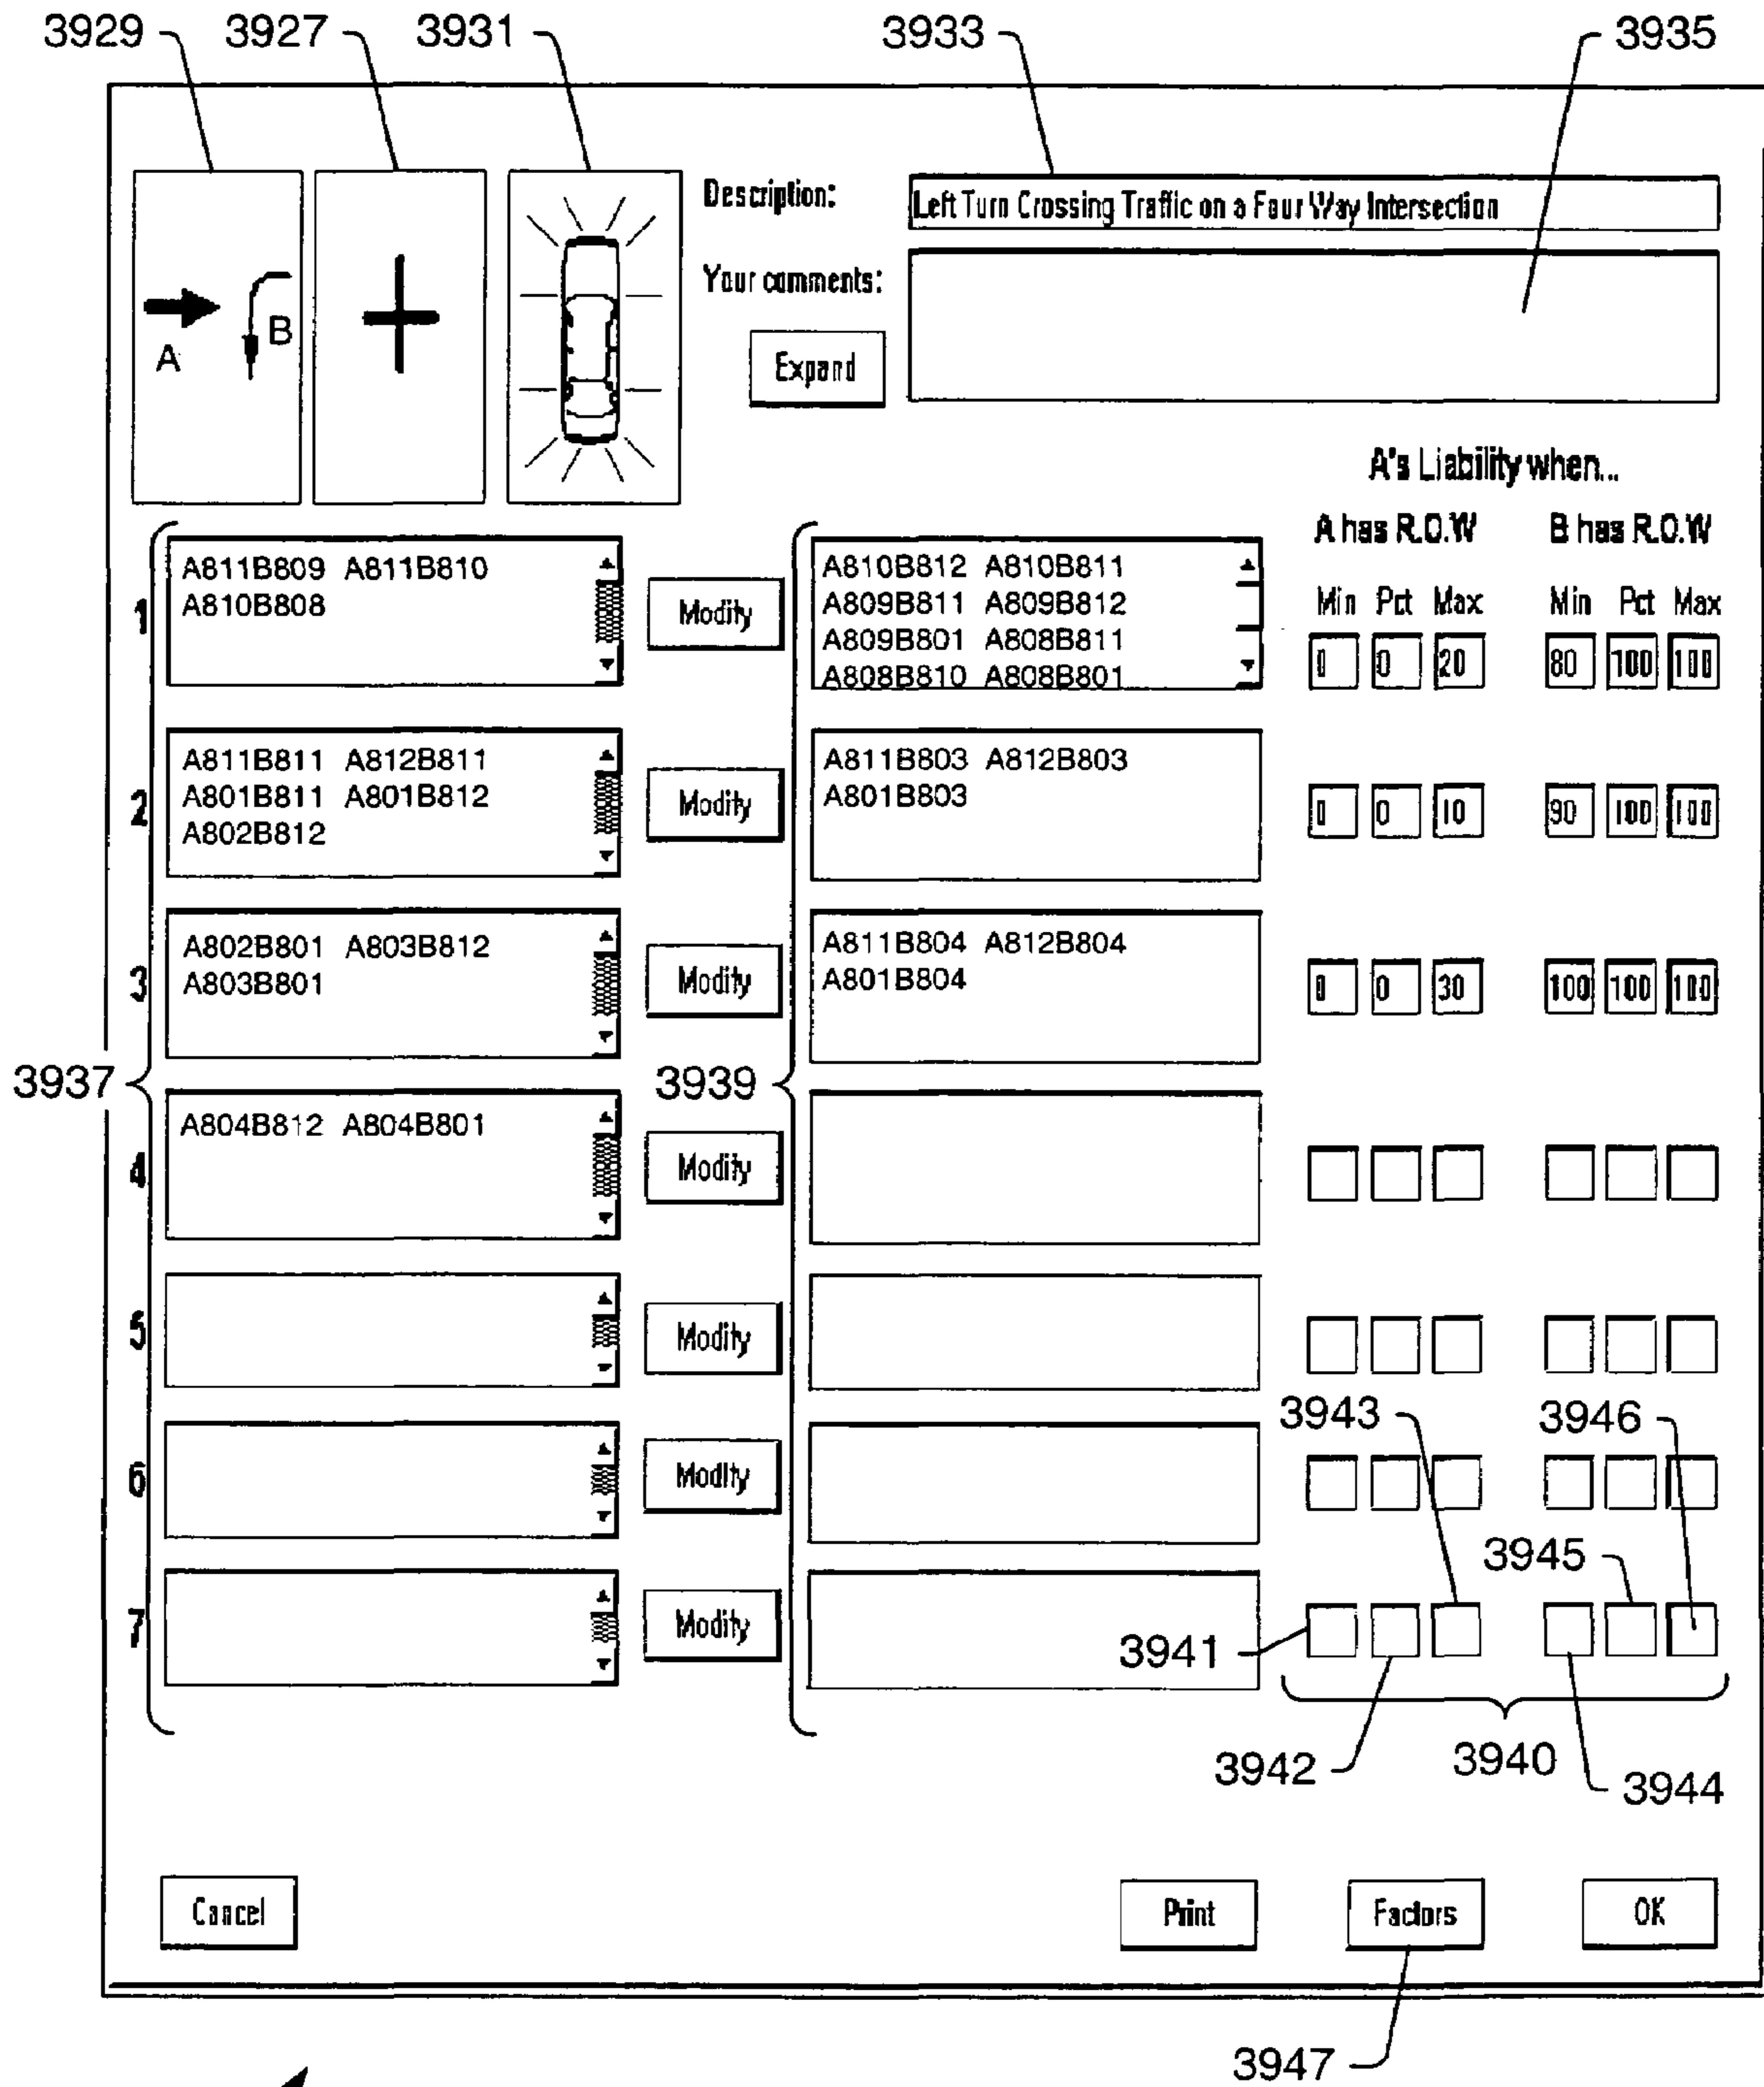 3929 3927 3931 3933 3935
Description: Left Turn Crossing Traffic on a Four Way Intersection
Your comments:
A B
Expand
A's Liability when...
A has R.O.W B has R.O.W
Min Pct Max Min Pct Max
1
A811B809 A811B810
A810B808
Modify
A810B812 A810B811
A809B811 A809B812
A809B801 A808B811
A808B810 A808B801
0 0 20 80 100 100
2
A811B811 A812B811
A801B811 A801B812
A802B812
Modify
A811B803 A812B803
A801B803
0 0 10 90 100 100
3
A802B801 A803B812
A803B801
Modify
A811B804 A812B804
A801B804
0 0 30 100 100 100
3937 3939
4
A804B812 A804B801
Modify
5 Modify
3943 3946
6 Modify
3945
7 Modify
3941
3942 3940 3944
Cancel Print Factors OK
3947